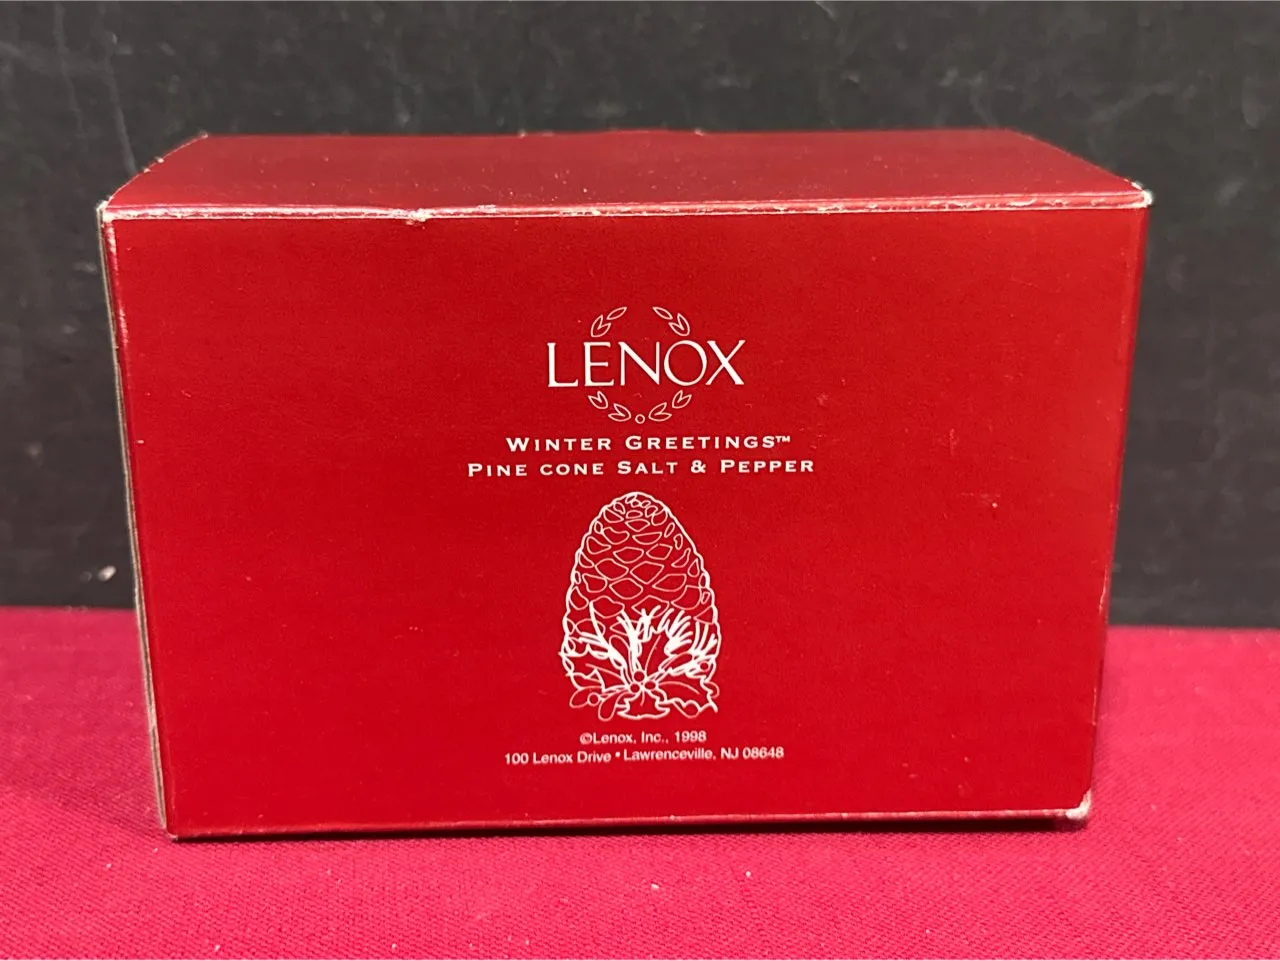 LENOX
WINTER GREETINGS™
PINE CONE SALT & PEPPER
©Lenox, Inc., 1998
100 Lenox Drive • Lawrenceville, NJ 08648